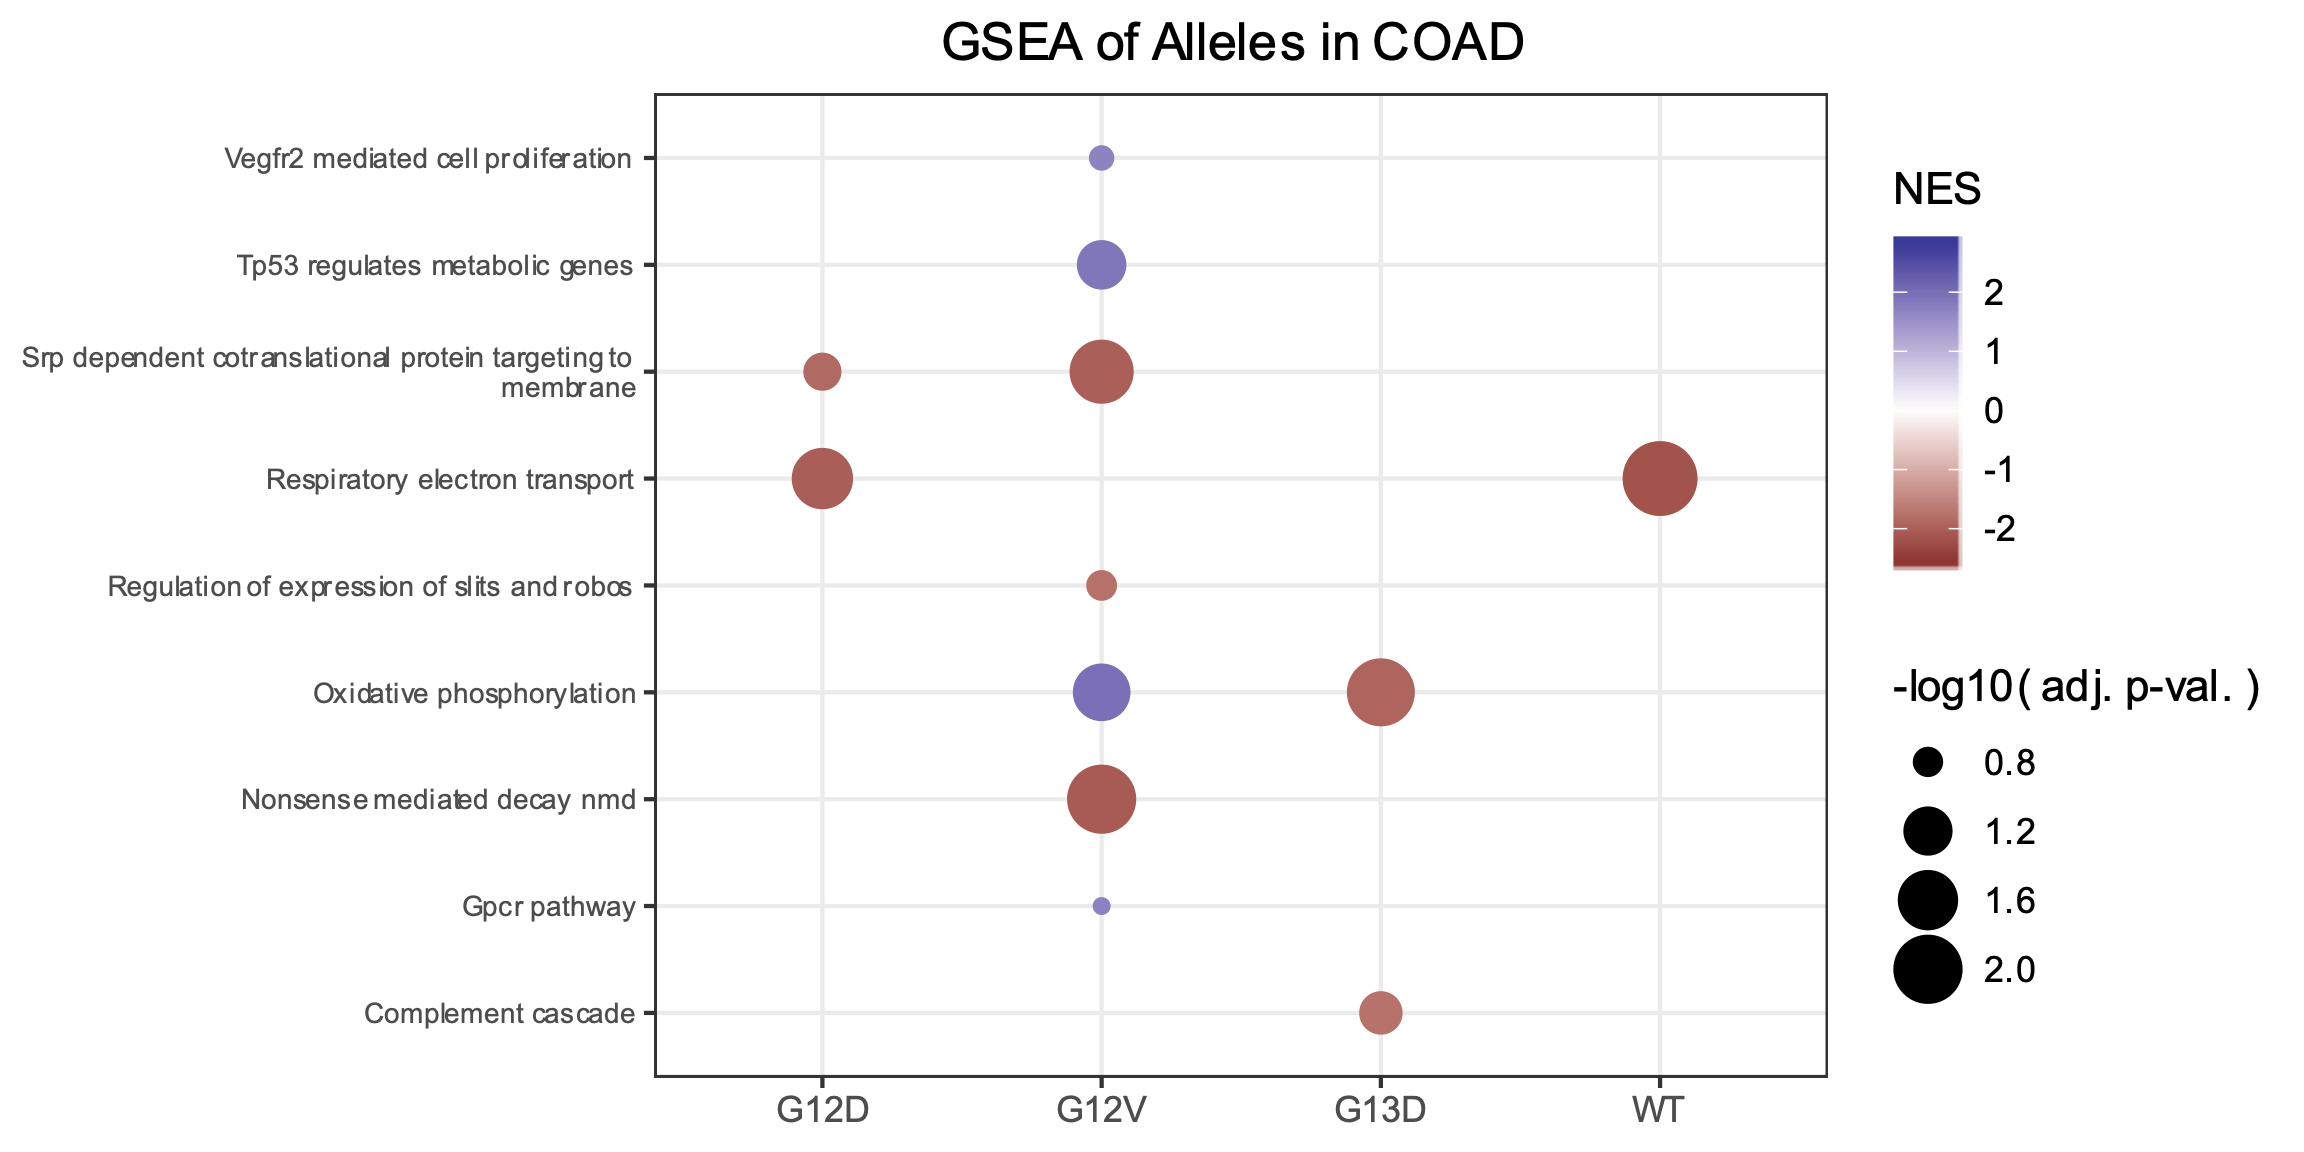 GSEA of Alleles in COAD
Vegfr2 mediated cell proliferation
Tp53 regulates metabolic genes
Srp dependent cotranslational protein targeting to
membrane
Respiratory electron transport
Regulation of expression of slits and robos
Oxidative phosphorylation
Nonsense mediated decay nmd
Gpcr pathway
Complement cascade
G12D
G12V
G13D
WT
NES
2
1
0
-1
-2
-log10( adj. p-val. )
0.8
1.2
1.6
2.0